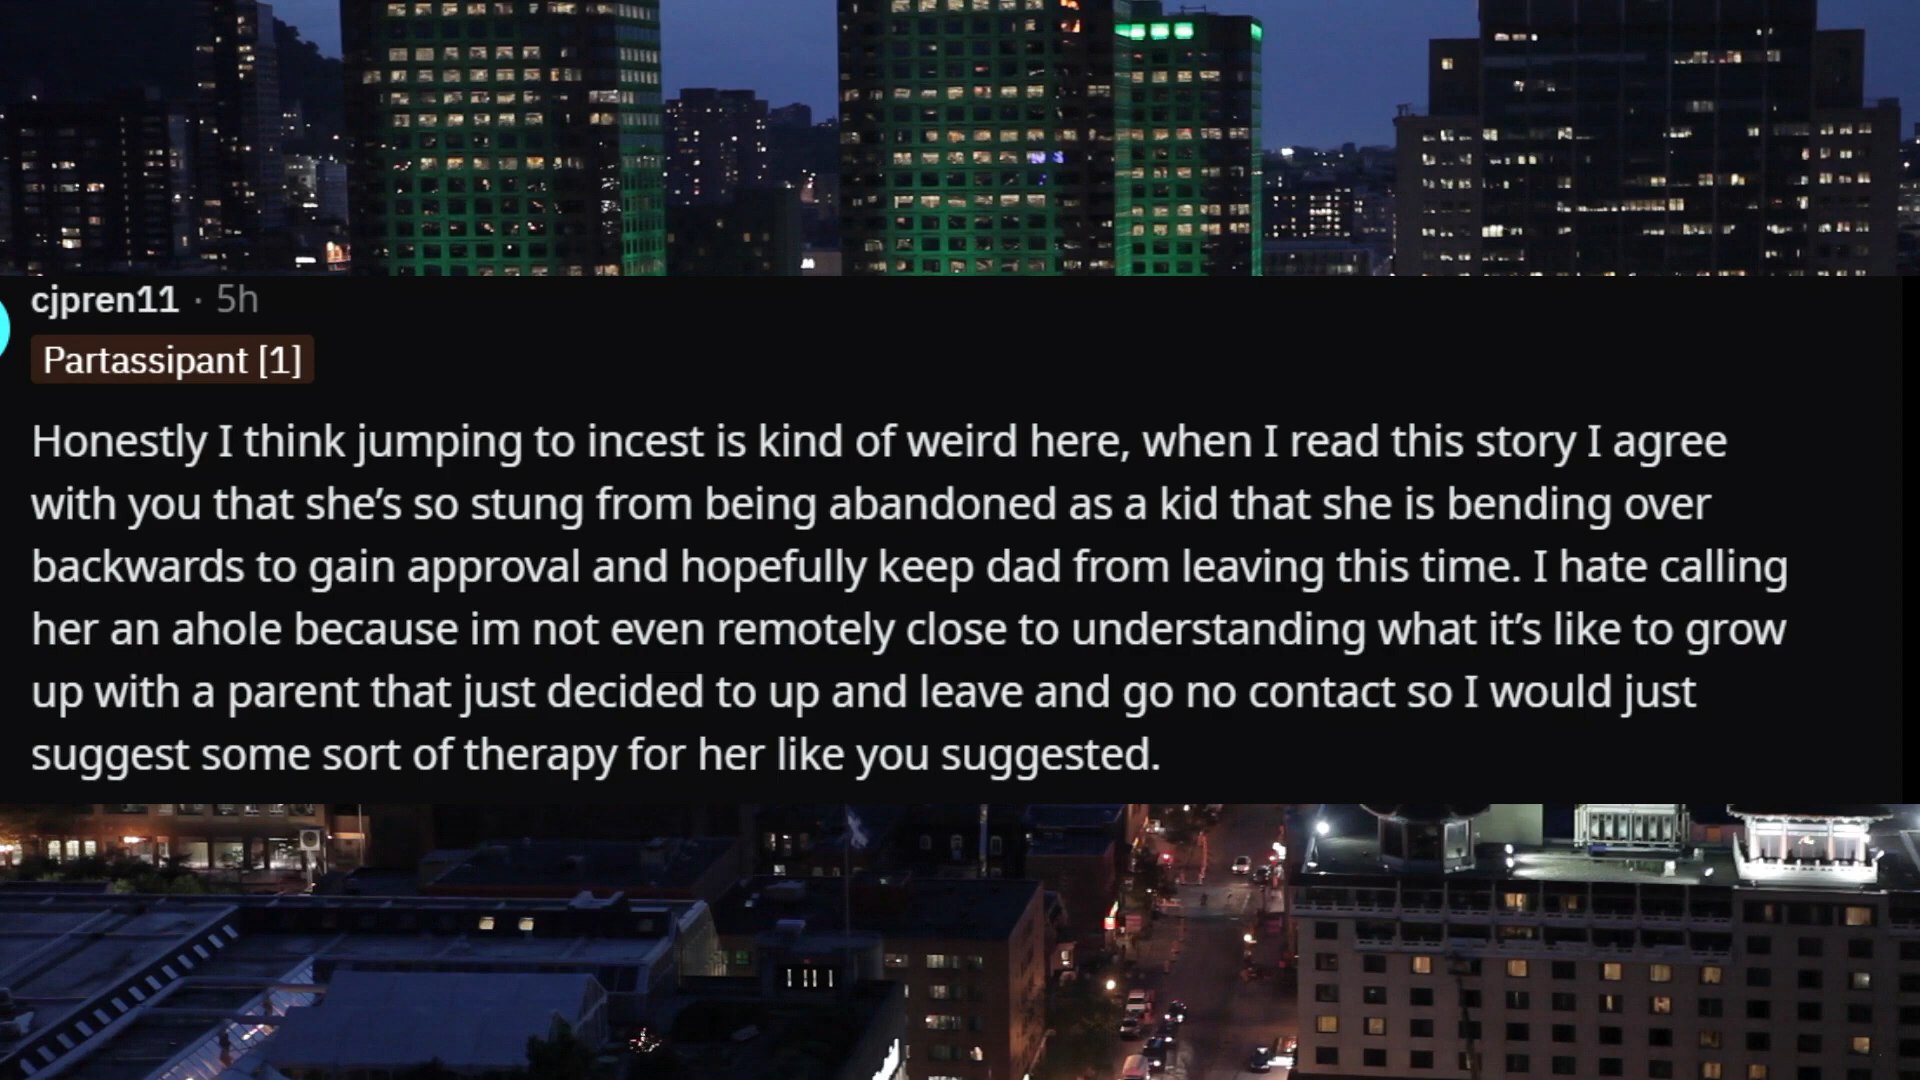 cjpren11 · 5h
Partassipant [1]
Honestly I think jumping to incest is kind of weird here, when I read this story I agree
with you that she’s so stung from being abandoned as a kid that she is bending over
backwards to gain approval and hopefully keep dad from leaving this time. I hate calling
her an ahole because im not even remotely close to understanding what it’s like to grow
up with a parent that just decided to up and leave and go no contact so I would just
suggest some sort of therapy for her like you suggested.